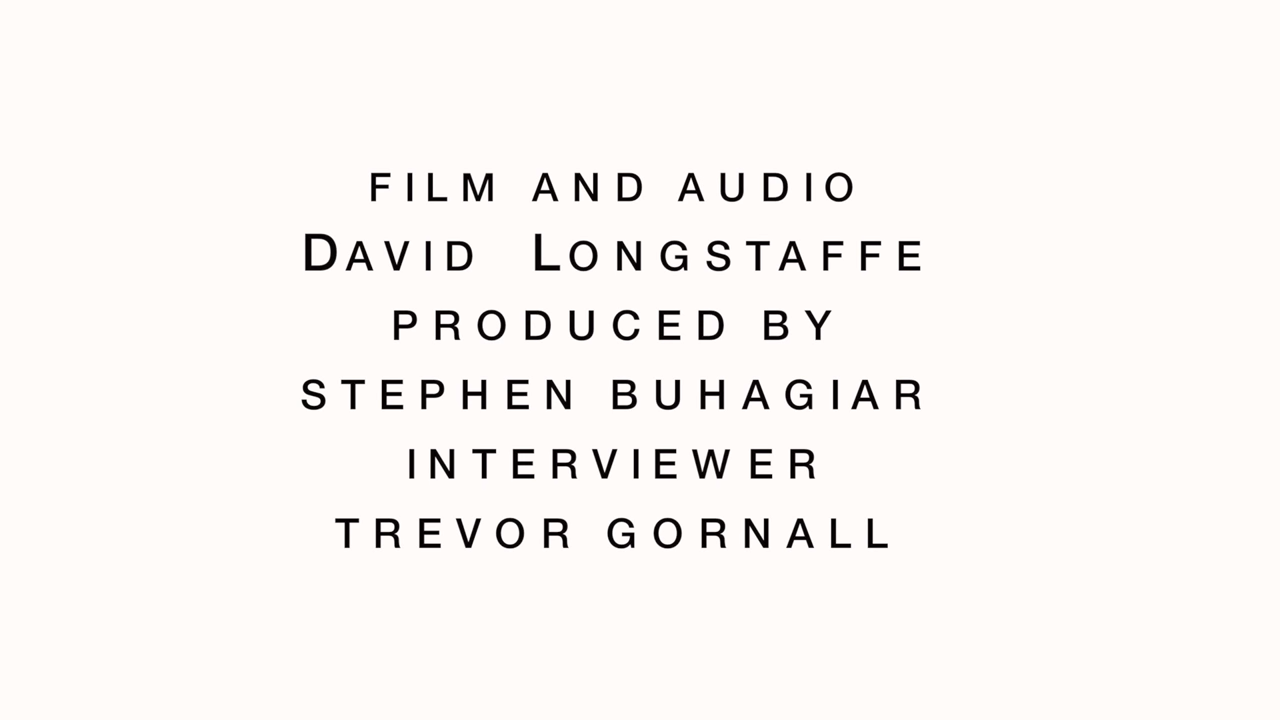 FILM AND AUDIO
DAVID LONGSTAFFE
PRODUCED BY
STEPHEN BUHAGIAR
INTERVIEWER
TREVOR GORNALL